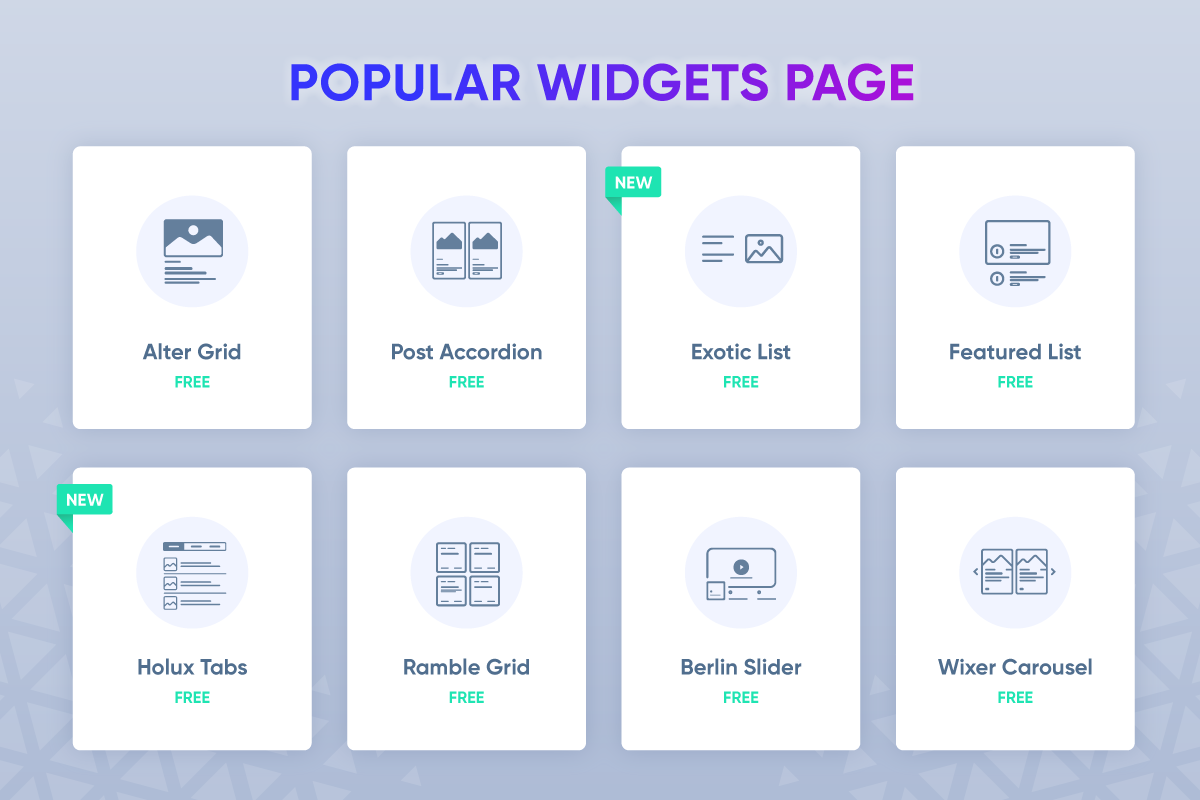 POPULAR WIDGETS PAGE
Alter Grid
FREE
Post Accordion
FREE
NEW
Exotic List
FREE
Featured List
FREE
NEW
Holux Tabs
FREE
Ramble Grid
FREE
Berlin Slider
FREE
Wixer Carousel
FREE